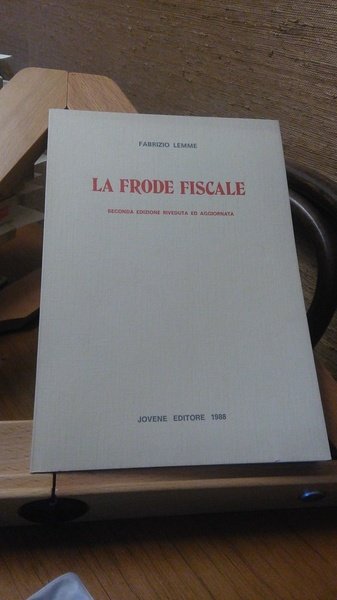 FABRIZIO LEMME
LA FRODE FISCALE
SECONDA EDIZIONE RIVEDUTA ED AGGIORNATA
JOVENE EDITORE 1988